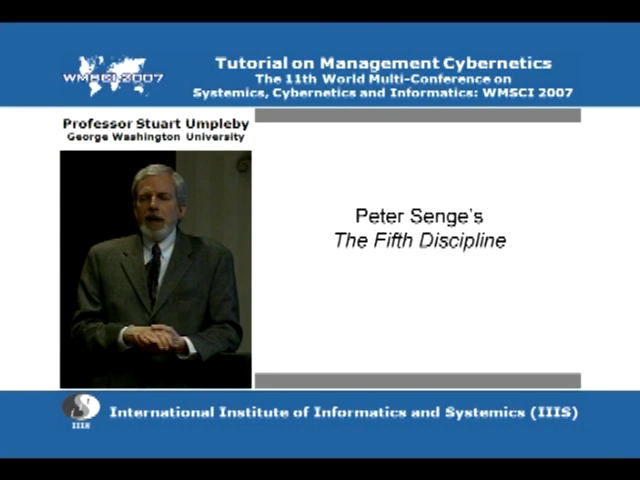 WMSCI 2007
Tutorial on Management Cybernetics
The 11th World Multi-Conference on
Systemics, Cybernetics and Informatics: WMSCI 2007
Professor Stuart Umpleby
George Washington University
Peter Senge's
The Fifth Discipline
IIIS
International Institute of Informatics and Systemics (IIIS)